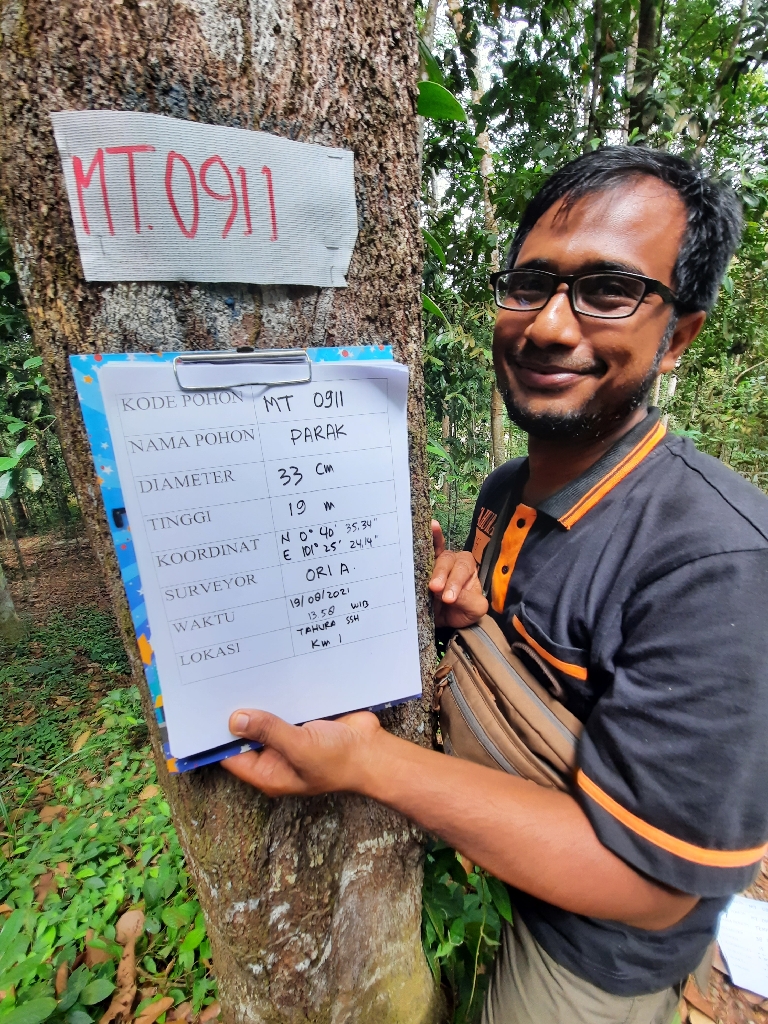 MT.0911
KODE POHON MT 0911
NAMA POHON PARAK
DIAMETER 33 Cm
TINGGI 19 m
KOORDINAT N 0° 40' 35,34"
E 101° 25' 24,14"
SURVEYOR ORI A.
WAKTU 19/08/2021
13.58 WIB
LOKASI TAHURA SSH
Km 1